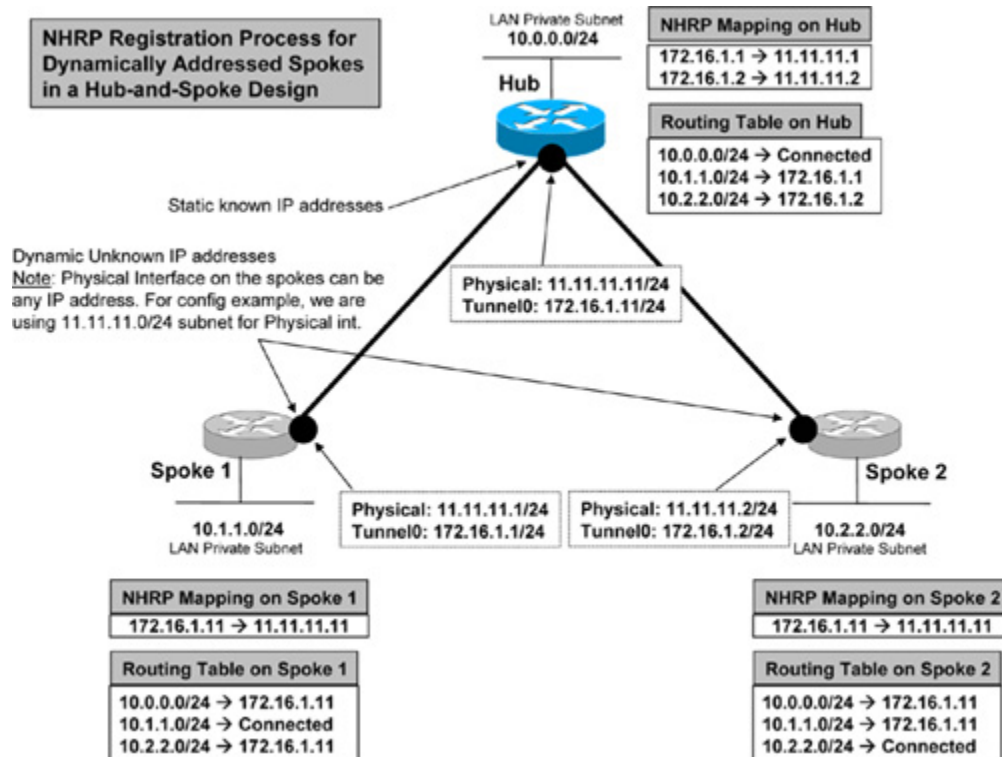 NHRP Registration Process for
Dynamically Addressed Spokes
in a Hub-and-Spoke Design
LAN Private Subnet
10.0.0.0/24
Hub
NHRP Mapping on Hub
172.16.1.1 → 11.11.11.1
172.16.1.2 → 11.11.11.2
Routing Table on Hub
10.0.0.0/24 → Connected
10.1.1.0/24 → 172.16.1.1
10.2.2.0/24 → 172.16.1.2
Static known IP addresses
Dynamic Unknown IP addresses
Note: Physical Interface on the spokes can be
any IP address. For config example, we are
using 11.11.11.0/24 subnet for Physical int.
Physical: 11.11.11.11/24
Tunnel0: 172.16.1.11/24
Spoke 1
10.1.1.0/24
LAN Private Subnet
Physical: 11.11.11.1/24
Tunnel0: 172.16.1.1/24
Physical: 11.11.11.2/24
Tunnel0: 172.16.1.2/24
Spoke 2
10.2.2.0/24
LAN Private Subnet
NHRP Mapping on Spoke 1
172.16.1.11 → 11.11.11.11
Routing Table on Spoke 1
10.0.0.0/24 → 172.16.1.11
10.1.1.0/24 → Connected
10.2.2.0/24 → 172.16.1.11
NHRP Mapping on Spoke 2
172.16.1.11 → 11.11.11.11
Routing Table on Spoke 2
10.0.0.0/24 → 172.16.1.11
10.1.1.0/24 → 172.16.1.11
10.2.2.0/24 → Connected